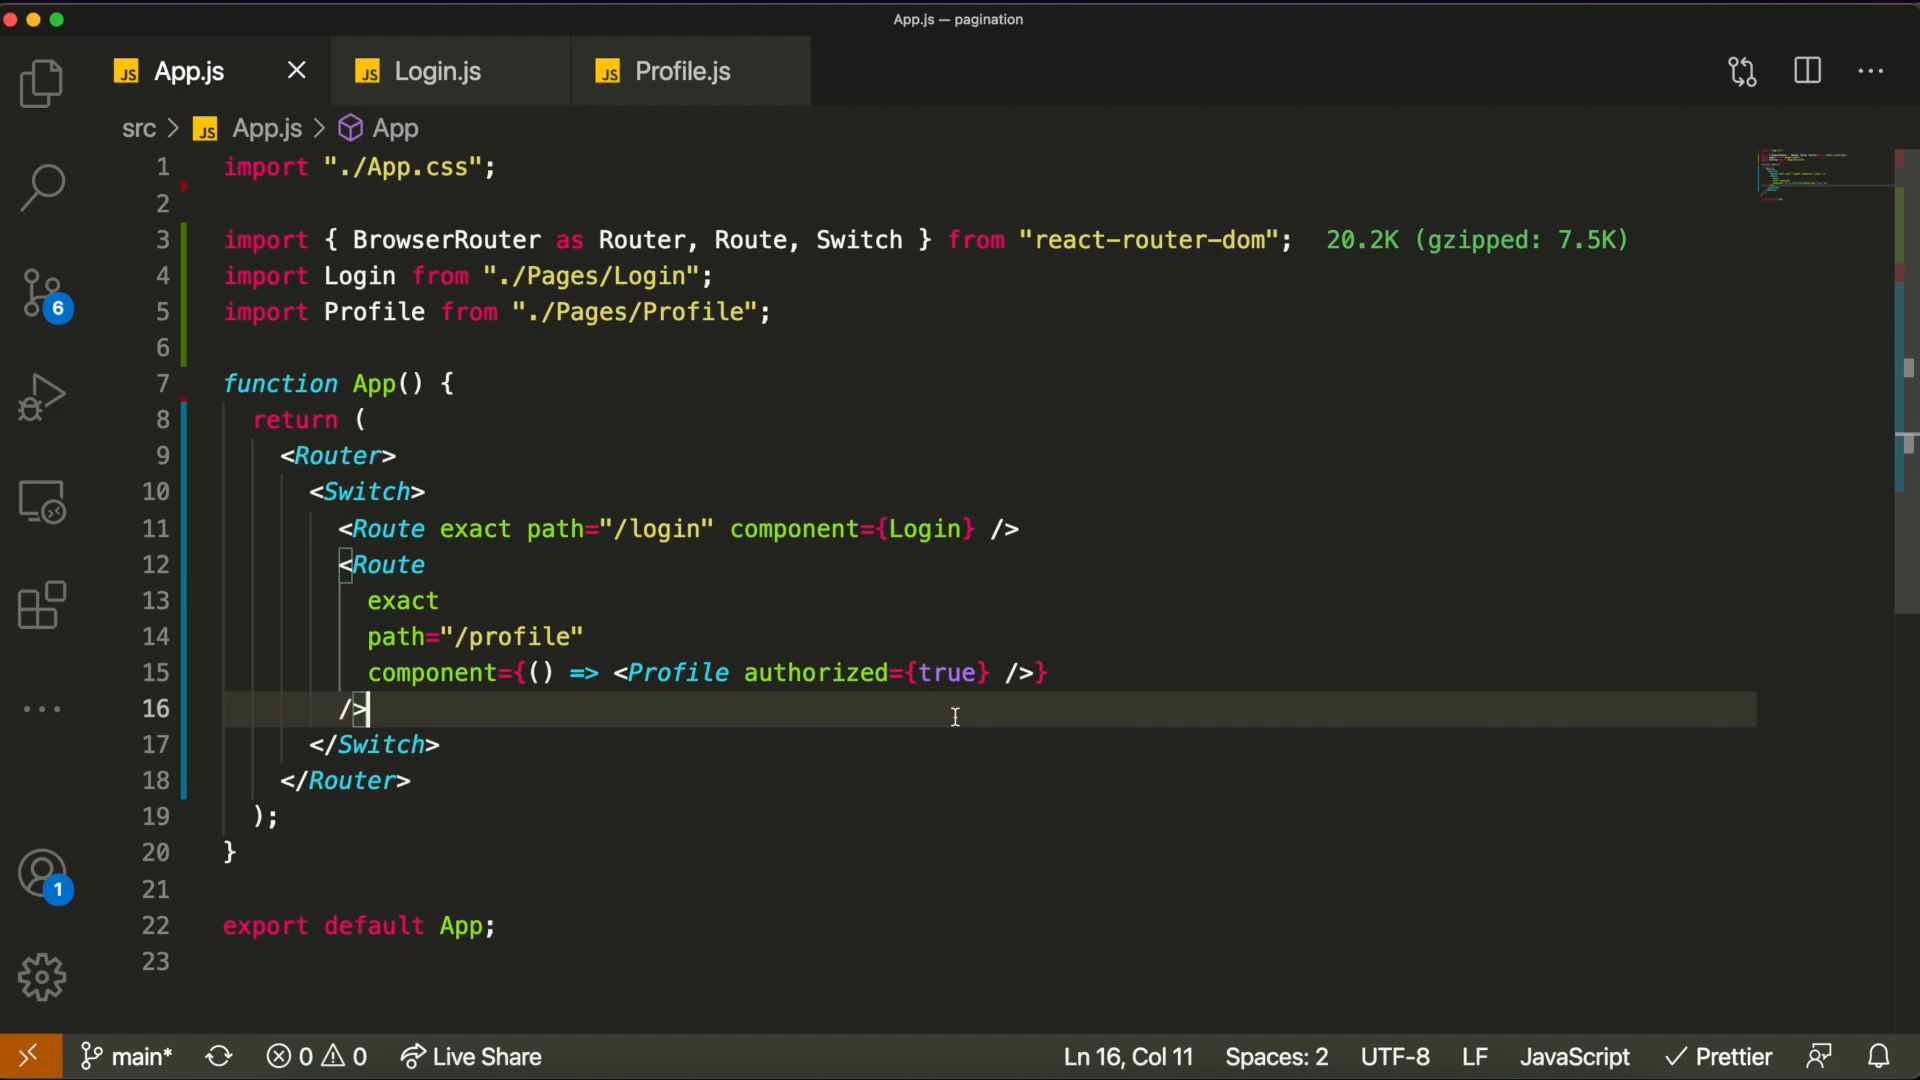 App.js — pagination
JS App.js
JS Login.js
JS Profile.js
src > JS App.js > App
1 import "./App.css";
2
3 import { BrowserRouter as Router, Route, Switch } from "react-router-dom"; 20.2K (gzipped: 7.5K)
4 import Login from "./Pages/Login";
5 import Profile from "./Pages/Profile";
6
7 function App() {
8 return (
9 <Router>
10 <Switch>
11 <Route exact path="/login" component={Login} />
12 <Route
13 exact
14 path="/profile"
15 component={() => <Profile authorized={true} />}
16 />
17 </Switch>
18 </Router>
19 );
20 }
21
22 export default App;
23
6
1
main* 0 0 Live Share Ln 16, Col 11 Spaces: 2 UTF-8 LF JavaScript Prettier